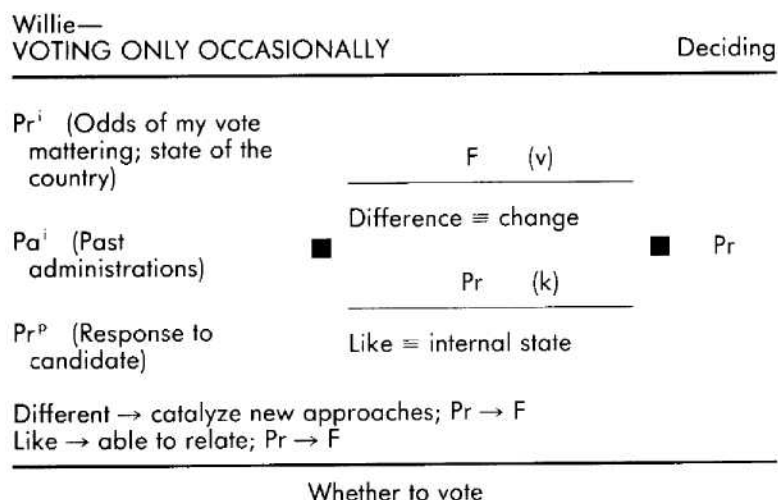 Willie—
VOTING ONLY OCCASIONALLY Deciding
Prⁱ (Odds of my vote
mattering; state of the
country)
F (v)
Difference ≡ change
Paⁱ (Past
administrations)
■ ■ Pr
Pr (k)
Prᵖ (Response to
candidate)
Like ≡ internal state
Different → catalyze new approaches; Pr → F
Like → able to relate; Pr → F
Whether to vote